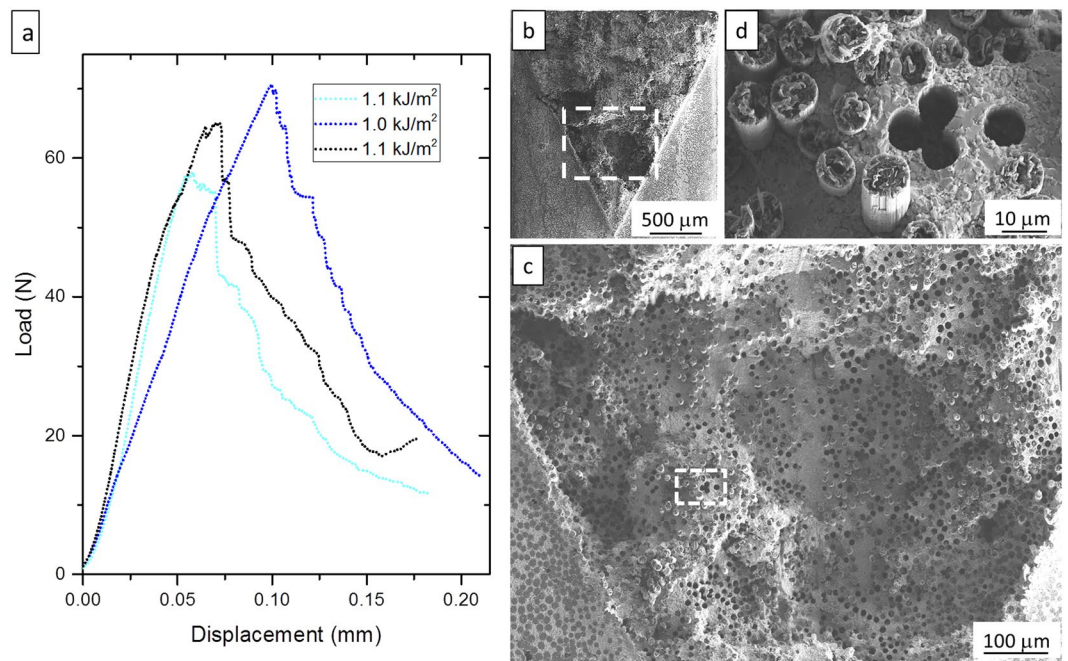 a
1.1 kJ/m²
1.0 kJ/m²
1.1 kJ/m²
60
40
20
0
0.00
0.05
0.10
0.15
0.20
Load (N)
Displacement (mm)
b
500 μm
d
10 μm
c
100 μm